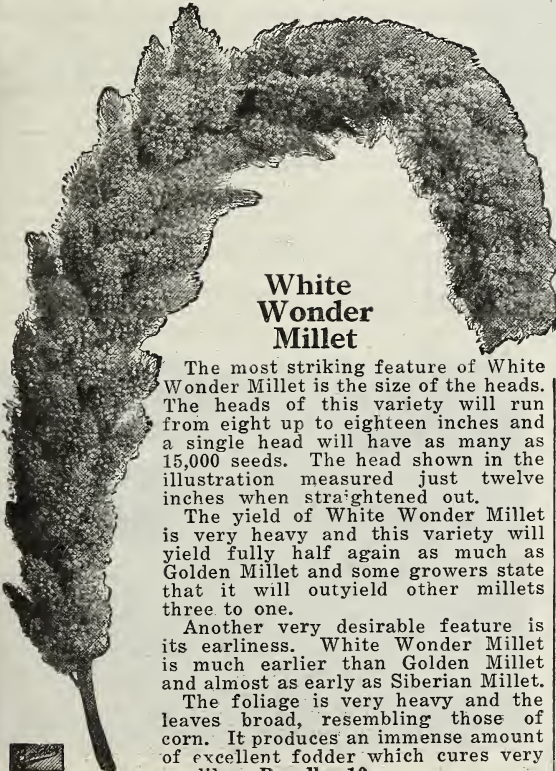 White
Wonder
Millet
The most striking feature of White
Wonder Millet is the size of the heads.
The heads of this variety will run
from eight up to eighteen inches and
a single head will have as many as
15,000 seeds. The head shown in the
illustration measured just twelve
inches when straightened out.
The yield of White Wonder Millet
is very heavy and this variety will
yield fully half again as much as
Golden Millet and some growers state
that it will outyield other millets
three to one.
Another very desirable feature is
its earliness. White Wonder Millet
is much earlier than Golden Millet
and almost as early as Siberian Millet.
The foliage is very heavy and the
leaves broad, resembling those of
corn. It produces an immense amount
of excellent fodder which cures very